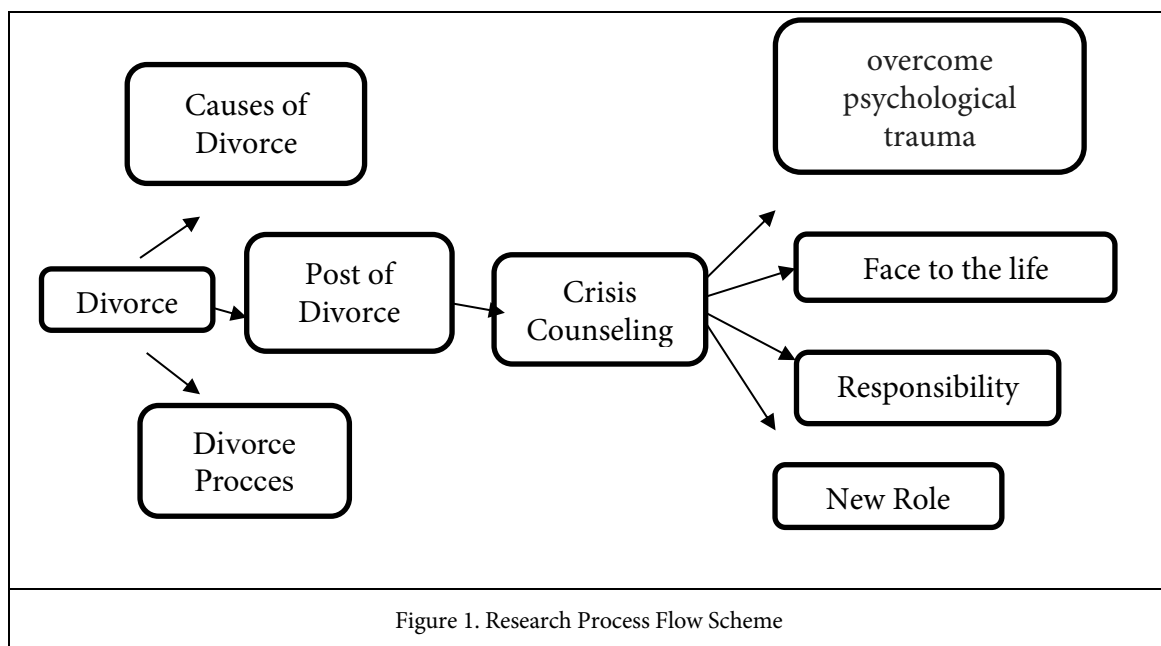 Causes of
Divorce
Divorce
Post of
Divorce
Divorce
Procces
Crisis
Counseling
overcome
psychological
trauma
Face to the life
Responsibility
New Role
Figure 1. Research Process Flow Scheme